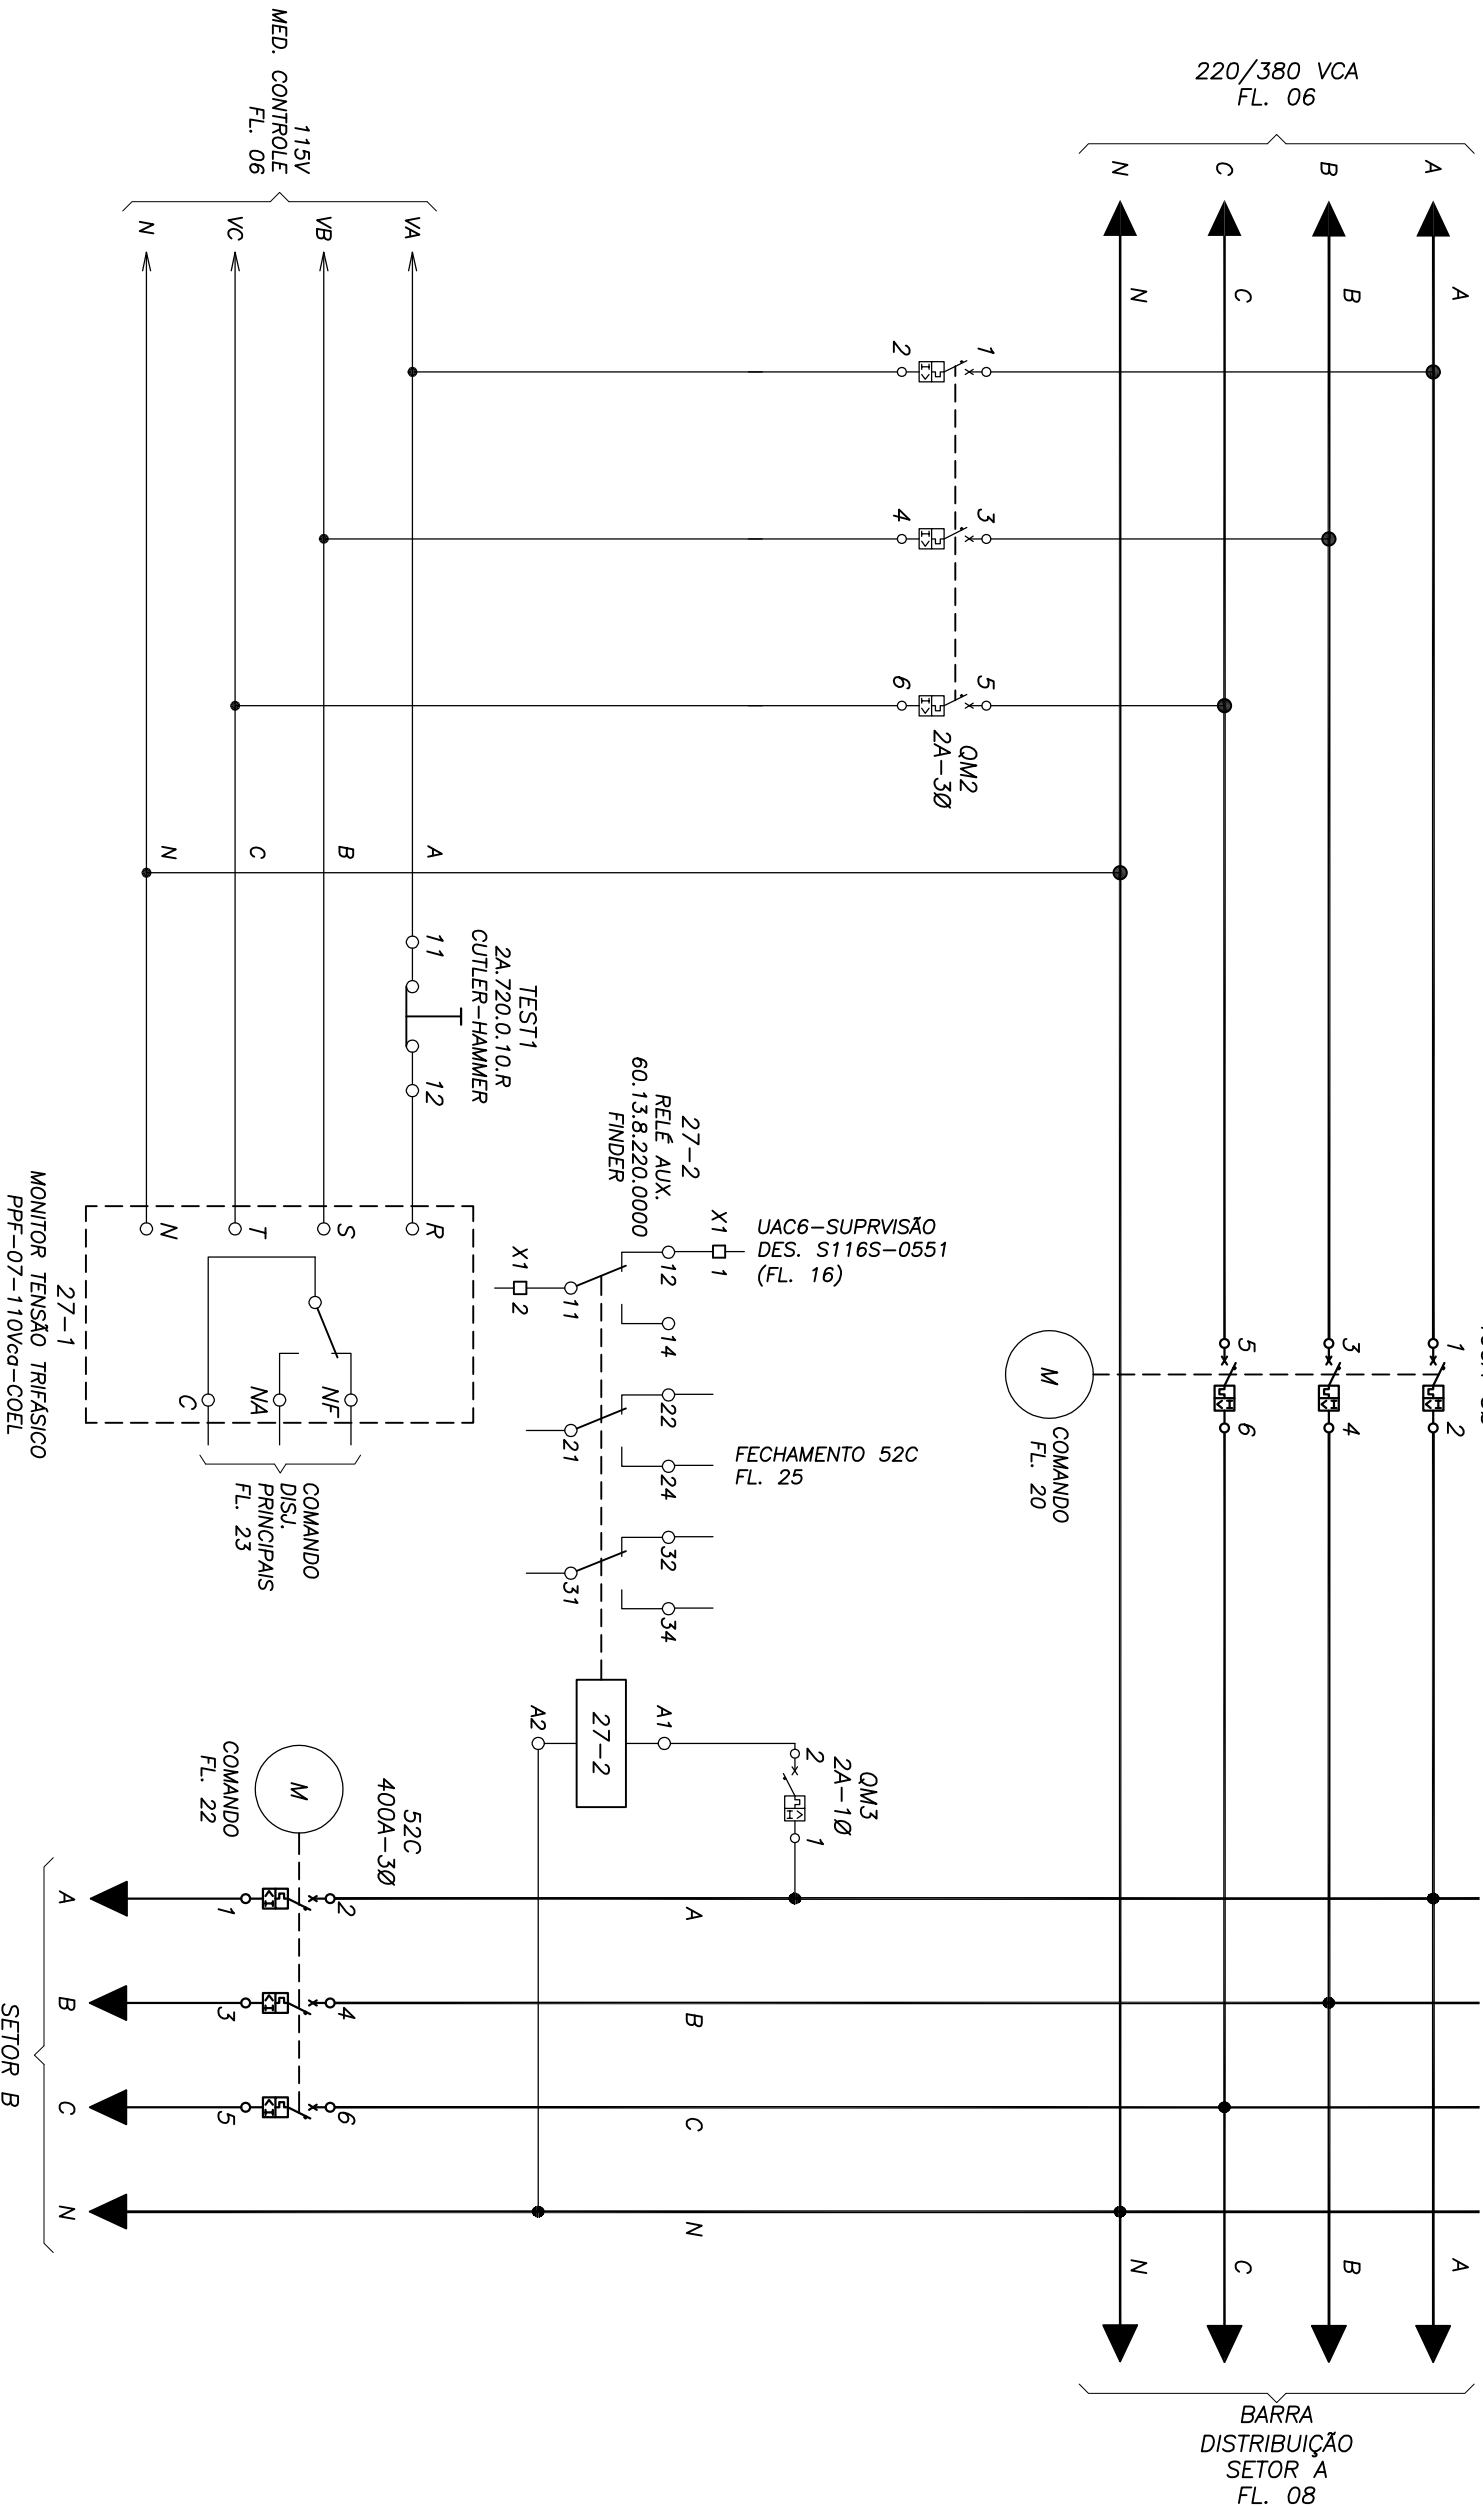 220/380 VCA
FL. 06
N
C
B
A
N
C
B
A
115V
MED. CONTROLE
FL. 06
N
VC
VB
VA
1
2
3
4
5
6
QM2
2A-3Ø
N
C
B
A
11
12
TEST1
2A.720.0.10.R
CUTLER-HAMMER
27-2
RELÉ AUX.
60.13.8.220.0000
FINDER
X1
1
UAC6-SUPRVISÃO
DES. S116S-0551
(FL. 16)
X1
2
12
11
14
22
21
24
FECHAMENTO 52C
FL. 25
32
31
34
N
T
S
R
C
NA
NF
27-1
MONITOR TENSÃO TRIFÁSICO
PPF-07-110Vca-COEL
COMANDO
DISJ.
PRINCIPAIS
FL. 23
5
6
3
4
1
2
M
COMANDO
FL. 20
A2
27-2
A1
2
1
QM3
2A-1Ø
M
COMANDO
FL. 22
52C
400A-3Ø
A
1
2
A
B
3
4
B
C
5
6
C
N
N
SETOR B
N
C
B
A
BARRA
DISTRIBUIÇÃO
SETOR A
FL. 08